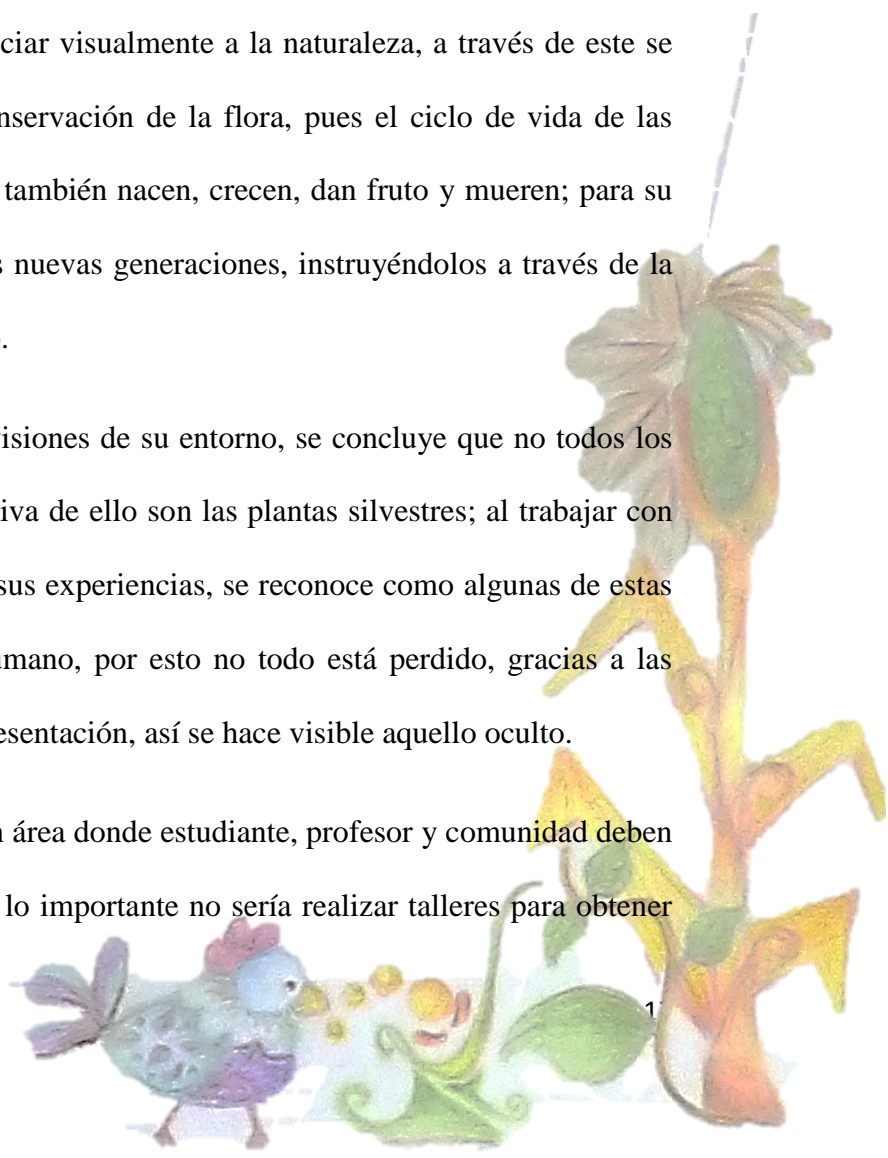 ciar visualmente a la naturaleza, a través de este se
nservación de la flora, pues el ciclo de vida de las
también nacen, crecen, dan fruto y mueren; para su
s nuevas generaciones, instruyéndolos a través de la
.
visiones de su entorno, se concluye que no todos los
iva de ello son las plantas silvestres; al trabajar con
sus experiencias, se reconoce como algunas de estas
umano, por esto no todo está perdido, gracias a las
esentación, así se hace visible aquello oculto.
n área donde estudiante, profesor y comunidad deben
lo importante no sería realizar talleres para obtener